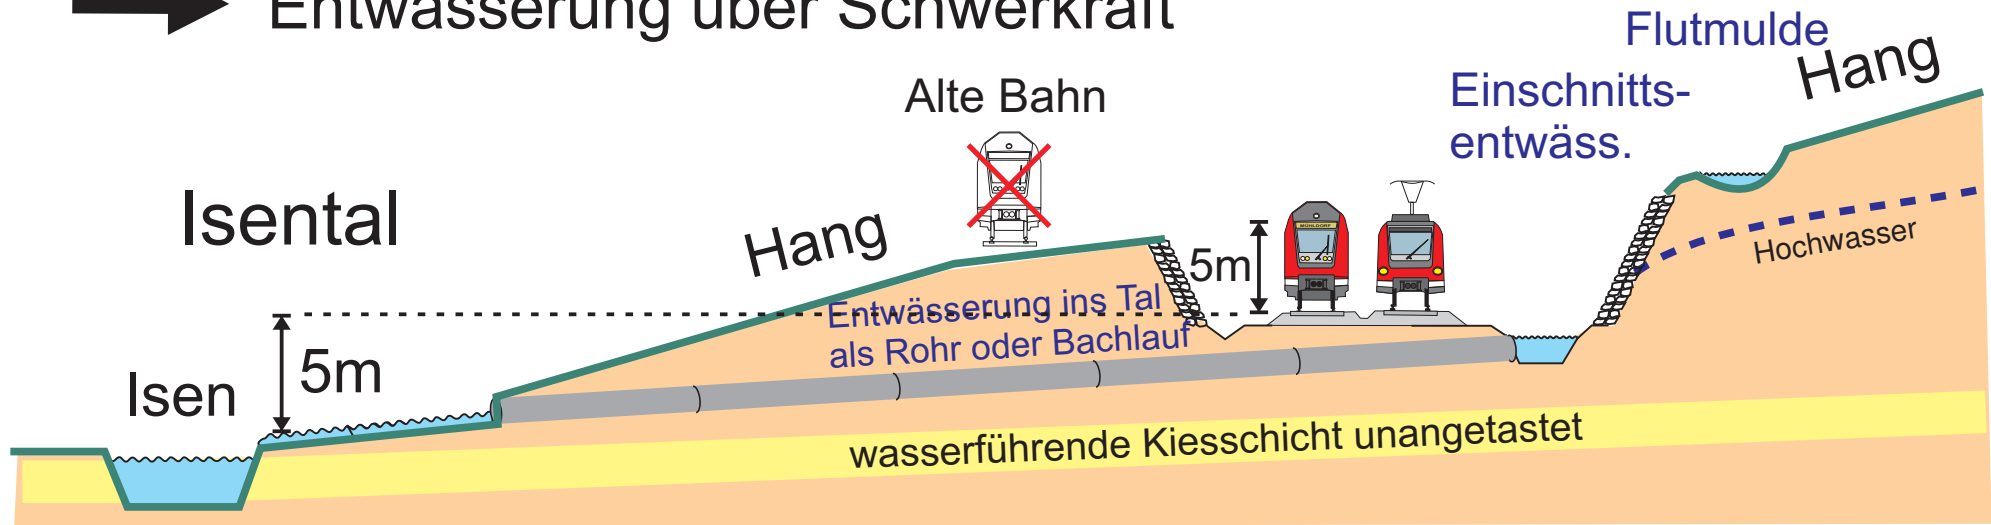 Entwässerung über Schwerkraft
Flutmulde
Hang
Einschnitts-
entwäss.
Alte Bahn
Isental
Hang
MÜHLDORF
5m
Hochwasser
Entwässerung ins Tal
als Rohr oder Bachlauf
5m
Isen
wasserführende Kiesschicht unangetastet